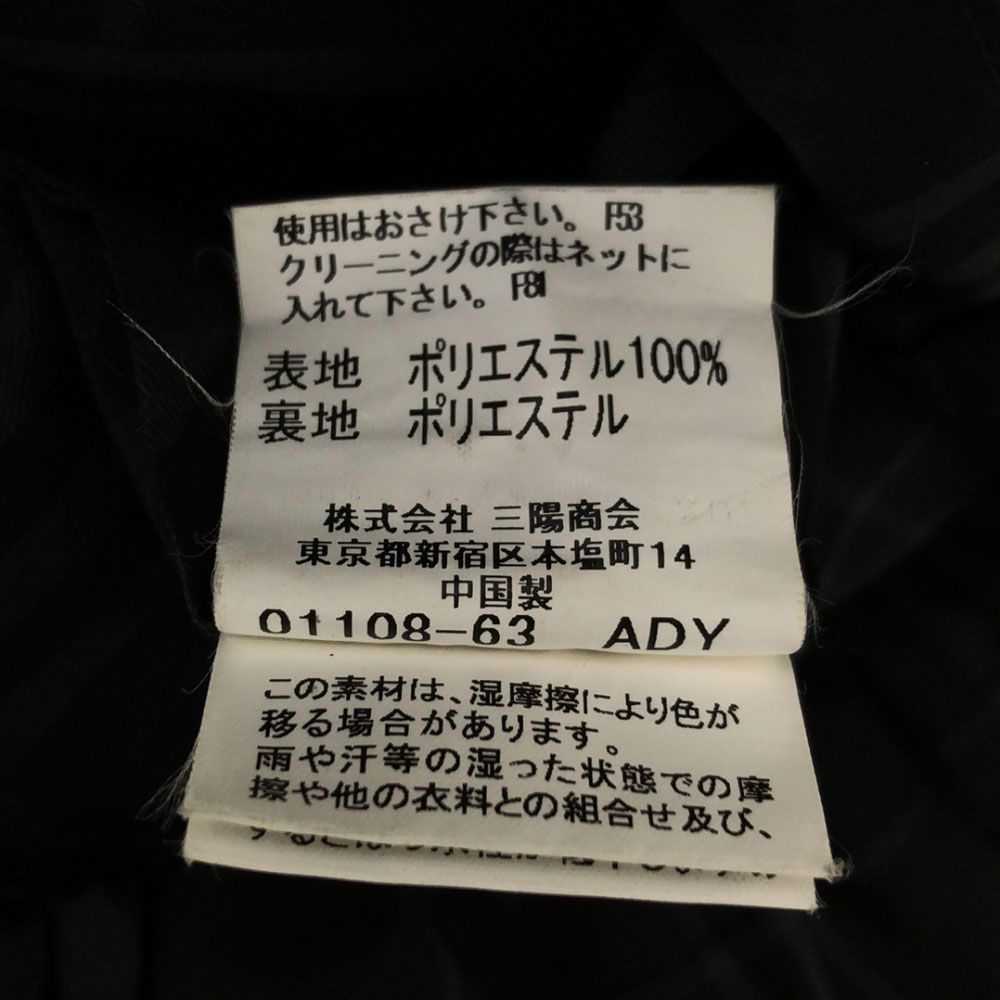 使用はおさけ下さい。 F53
クリーニングの際はネットに
入れて下さい。 F81
表地 ポリエステル100%
裏地 ポリエステル
株式会社 三陽商会
東京都新宿区本塩町14
中国製
01108-63 ADY
この素材は、湿摩擦により色が
移る場合があります。
雨や汗等の湿った状態での摩
擦や他の衣料との組合せ及び、